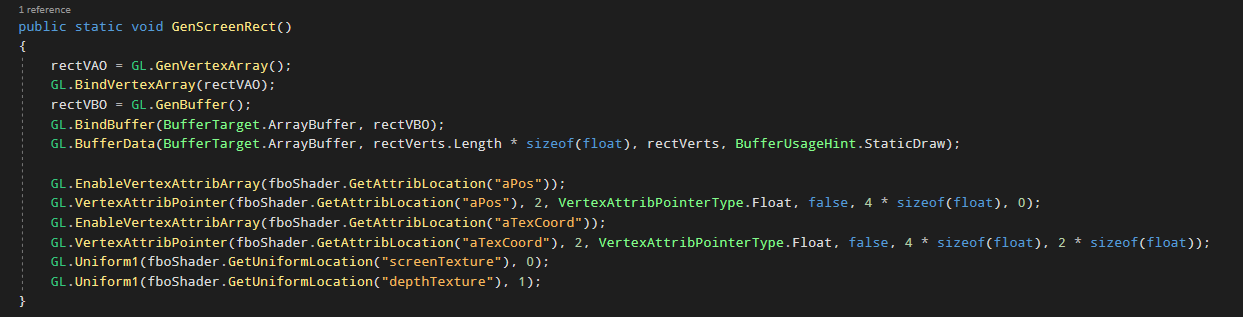 1 reference
public static void GenScreenRect()
{
rectVAO = GL.GenVertexArray();
GL.BindVertexArray(rectVAO);
rectVBO = GL.GenBuffer();
GL.BindBuffer(BufferTarget.ArrayBuffer, rectVBO);
GL.BufferData(BufferTarget.ArrayBuffer, rectVerts.Length * sizeof(float), rectVerts, BufferUsageHint.StaticDraw);
GL.EnableVertexAttribArray(fboShader.GetAttribLocation("aPos"));
GL.VertexAttribPointer(fboShader.GetAttribLocation("aPos"), 2, VertexAttribPointerType.Float, false, 4 * sizeof(float), 0);
GL.EnableVertexAttribArray(fboShader.GetAttribLocation("aTexCoord"));
GL.VertexAttribPointer(fboShader.GetAttribLocation("aTexCoord"), 2, VertexAttribPointerType.Float, false, 4 * sizeof(float), 2 * sizeof(float));
GL.Uniform1(fboShader.GetUniformLocation("screenTexture"), 0);
GL.Uniform1(fboShader.GetUniformLocation("depthTexture"), 1);
}